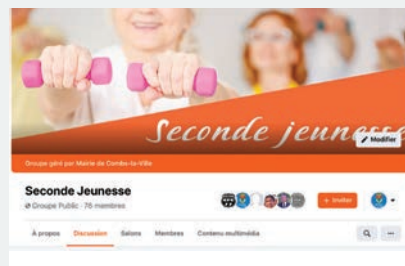 Seconde jeunesse
Modifier
Groupe géré par Mairie de Combs-la-Ville
Seconde Jeunesse
Groupe Public · 76 membres
+ Inviter
À propos
Discussion
Salons
Membres
Contenu multimédia